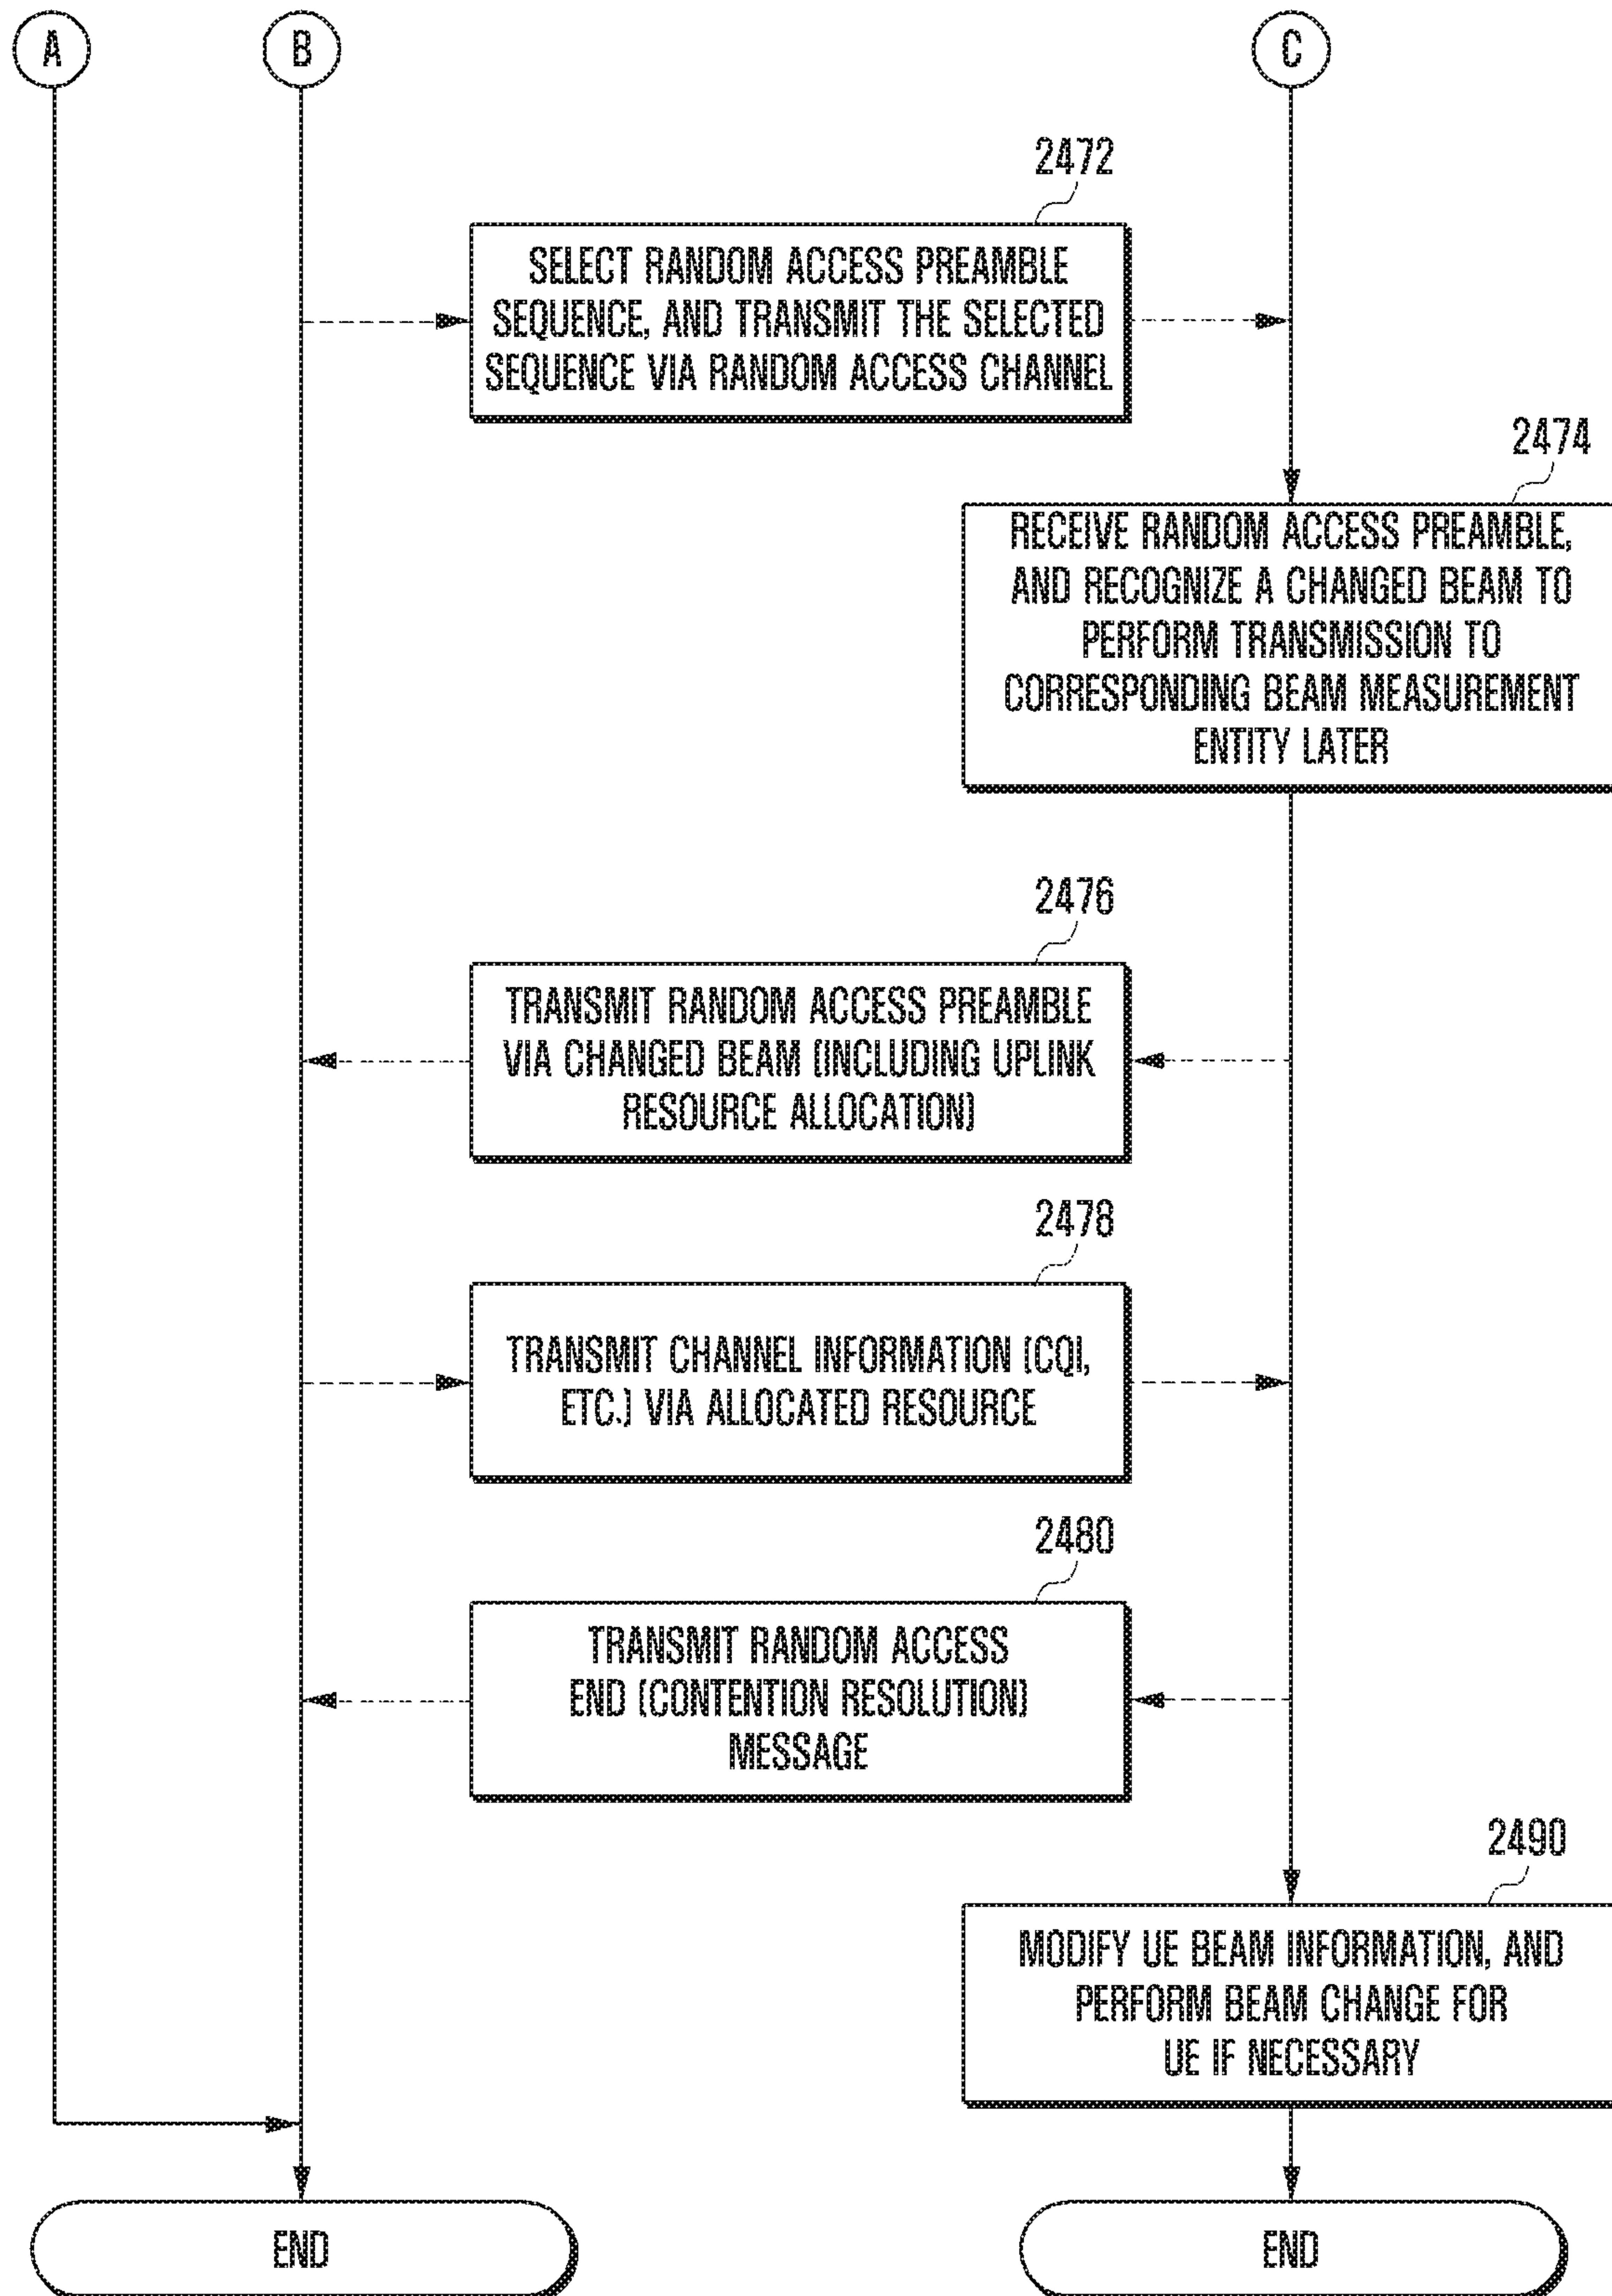 A
B
C
2472
SELECT RANDOM ACCESS PREAMBLE
SEQUENCE, AND TRANSMIT THE SELECTED
SEQUENCE VIA RANDOM ACCESS CHANNEL
2474
RECEIVE RANDOM ACCESS PREAMBLE,
AND RECOGNIZE A CHANGED BEAM TO
PERFORM TRANSMISSION TO
CORRESPONDING BEAM MEASUREMENT
ENTITY LATER
2476
TRANSMIT RANDOM ACCESS PREAMBLE
VIA CHANGED BEAM (INCLUDING UPLINK
RESOURCE ALLOCATION)
2478
TRANSMIT CHANNEL INFORMATION (CQI,
ETC.) VIA ALLOCATED RESOURCE
2480
TRANSMIT RANDOM ACCESS
END (CONTENTION RESOLUTION)
MESSAGE
2490
MODIFY UE BEAM INFORMATION, AND
PERFORM BEAM CHANGE FOR
UE IF NECESSARY
END
END